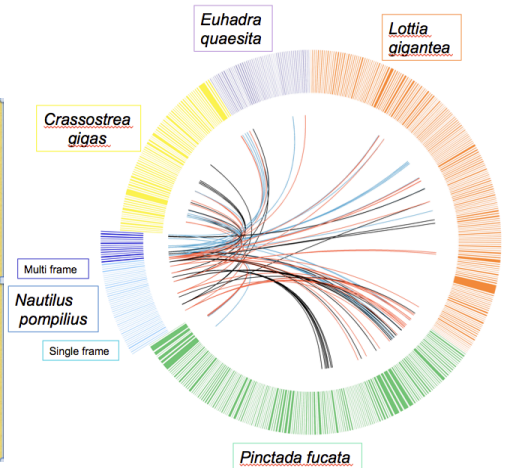 Euhadra
quaesita
Lottia
gigantea
Crassostrea
gigas
Multi frame
Nautilus
pompilius
Single frame
Pinctada fucata